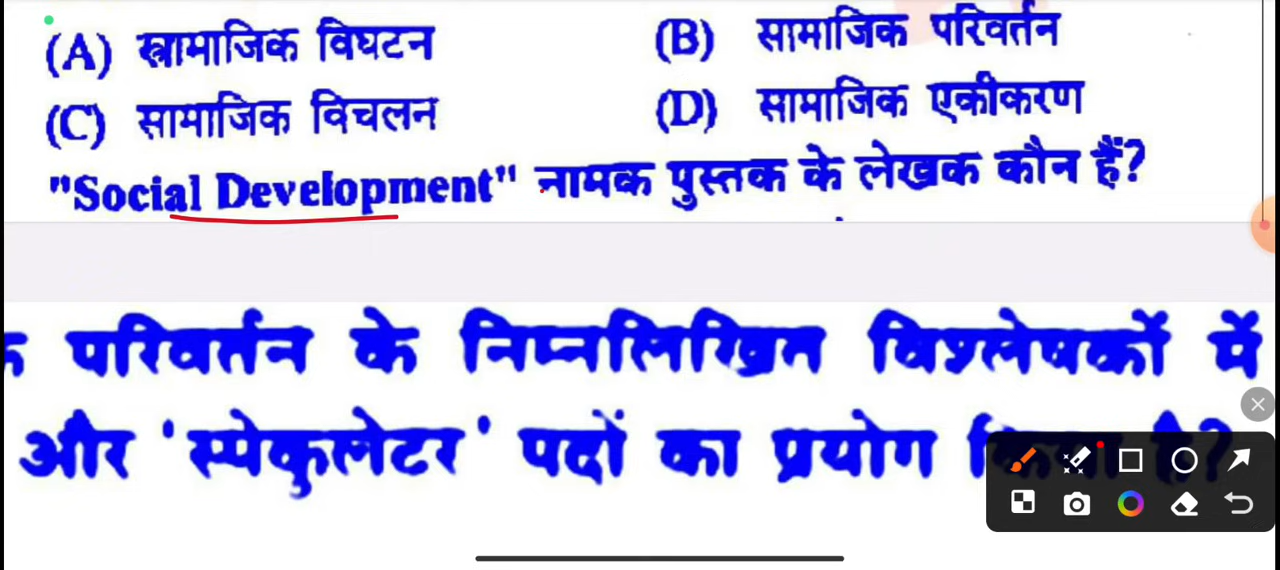 (A) सामाजिक विघटन (B) सामाजिक परिवर्तन
(C) सामाजिक विचलन (D) सामाजिक एकीकरण
"Social Development" नामक पुस्तक के लेखक कौन हैं?
परिवर्तन के निम्नलिखित विश्लेषकों में
और 'स्पेकुलेटर' पदों का प्रयोग किया है?